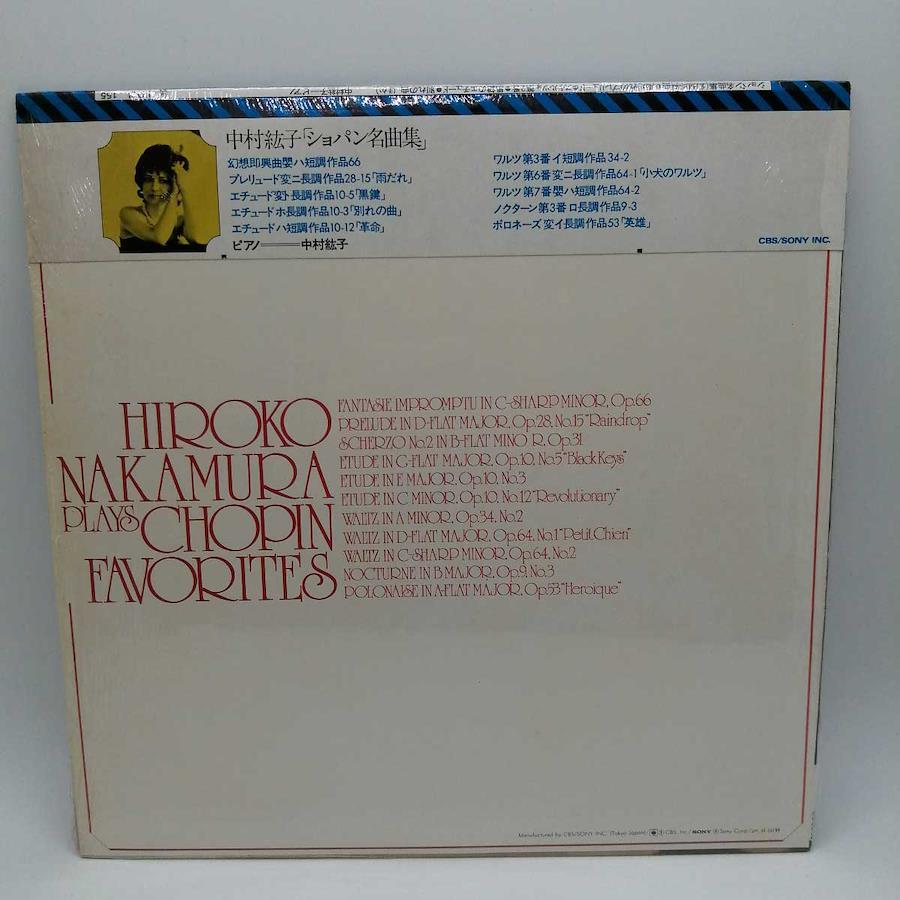 中村紘子「ショパン名曲集」
幻想即興曲嬰ハ短調作品66
プレリュード変ニ長調作品28-15「雨だれ」
エチュード変ト長調作品10-5「黒鍵」
エチュードホ長調作品10-3「別れの曲」
エチュードハ短調作品10-12「革命」
ピアノ━━中村紘子
ワルツ第3番イ短調作品34-2
ワルツ第6番変ニ長調作品64-1「小犬のワルツ」
ワルツ第7番嬰ハ短調作品64-2
ノクターン第3番ロ長調作品9-3
ポロネーズ変イ長調作品53「英雄」
CBS/SONY INC.
HIROKO
NAKAMURA
PLAYS CHOPIN
FAVORITES
FANTASIE IMPROMPTU IN C-SHARP MINOR, Op.66
PRELUDE IN D-FLAT MAJOR, Op.28, No.15 "Raindrop"
SCHERZO No.2 IN B-FLAT MINO R, Op.31
ETUDE IN G-FLAT MAJOR, Op.10, No.5 "Black Keys"
ETUDE IN E MAJOR, Op.10, No.3
ETUDE IN C MINOR, Op.10, No.12 "Revolutionary"
WALTZ IN A MINOR, Op.34, No.2
WALTZ IN D-FLAT MAJOR, Op.64, No.1 "Petit Chien"
WALTZ IN C-SHARP MINOR, Op.64, No.2
NOCTURNE IN B MAJOR, Op.9, No.3
POLONAISE IN A-FLAT MAJOR, Op.53 "Heroique"
Manufactured by CBS/SONY INC. (Tokyo Japan)/ CBS, Inc./ SONY Sony Corp.